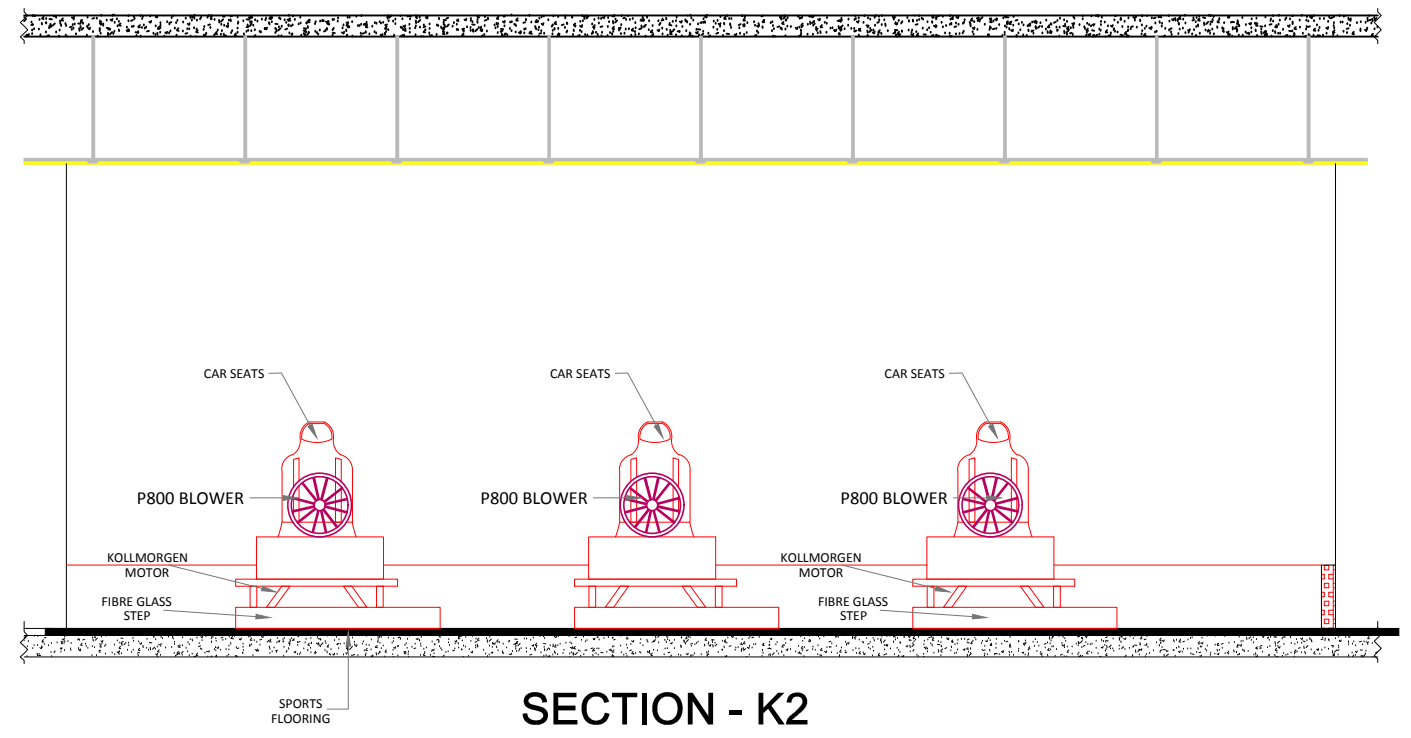 CAR SEATS
CAR SEATS
CAR SEATS
P800 BLOWER
P800 BLOWER
P800 BLOWER
KOLLMORGEN
MOTOR
KOLLMORGEN
MOTOR
FIBRE GLASS
STEP
FIBRE GLASS
STEP
SPORTS
FLOORING
SECTION - K2